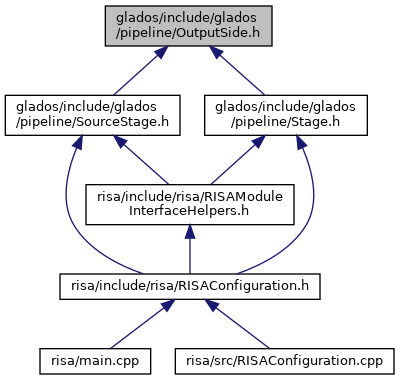 glados/include/glados
/pipeline/OutputSide.h
glados/include/glados
/pipeline/SourceStage.h
glados/include/glados
/pipeline/Stage.h
risa/include/risa/RISAModule
InterfaceHelpers.h
risa/include/risa/RISAConfiguration.h
risa/main.cpp
risa/src/RISAConfiguration.cpp